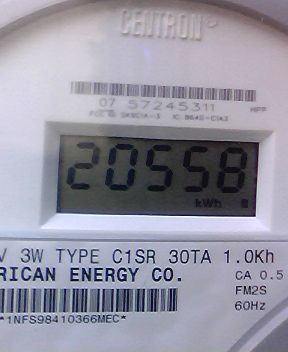 CENTRON
07 57245311
20558
kWh
V 3W TYPE C1SR 30TA 1.0Kh
RICAN ENERGY CO.
CA 0.5
FM2S
60Hz
*1NFS98410366MEC*